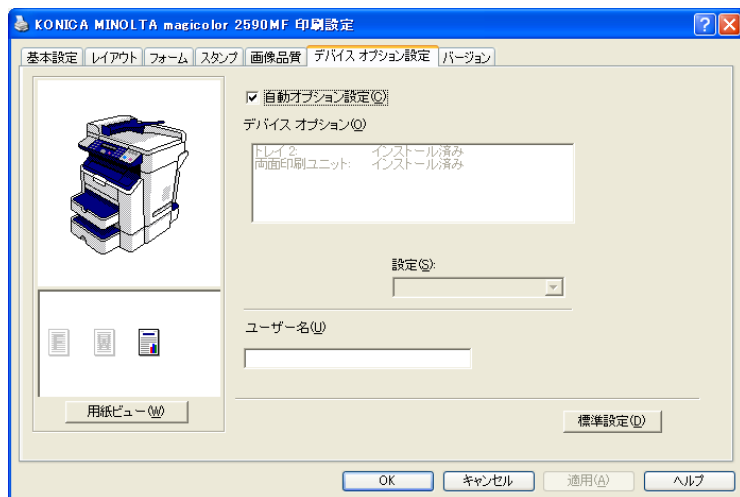 KONICA MINOLTA magicolor 2590MF 印刷設定
基本設定 レイアウト フォーム スタンプ 画像品質 デバイス オプション設定 バージョン
自動オプション設定(C)
デバイス オプション(O)
トレイ 2: インストール済み
両面印刷ユニット: インストール済み
設定(S):
ユーザー名(U)
用紙ビュー(W)
標準設定(D)
OK キャンセル 適用(A) ヘルプ